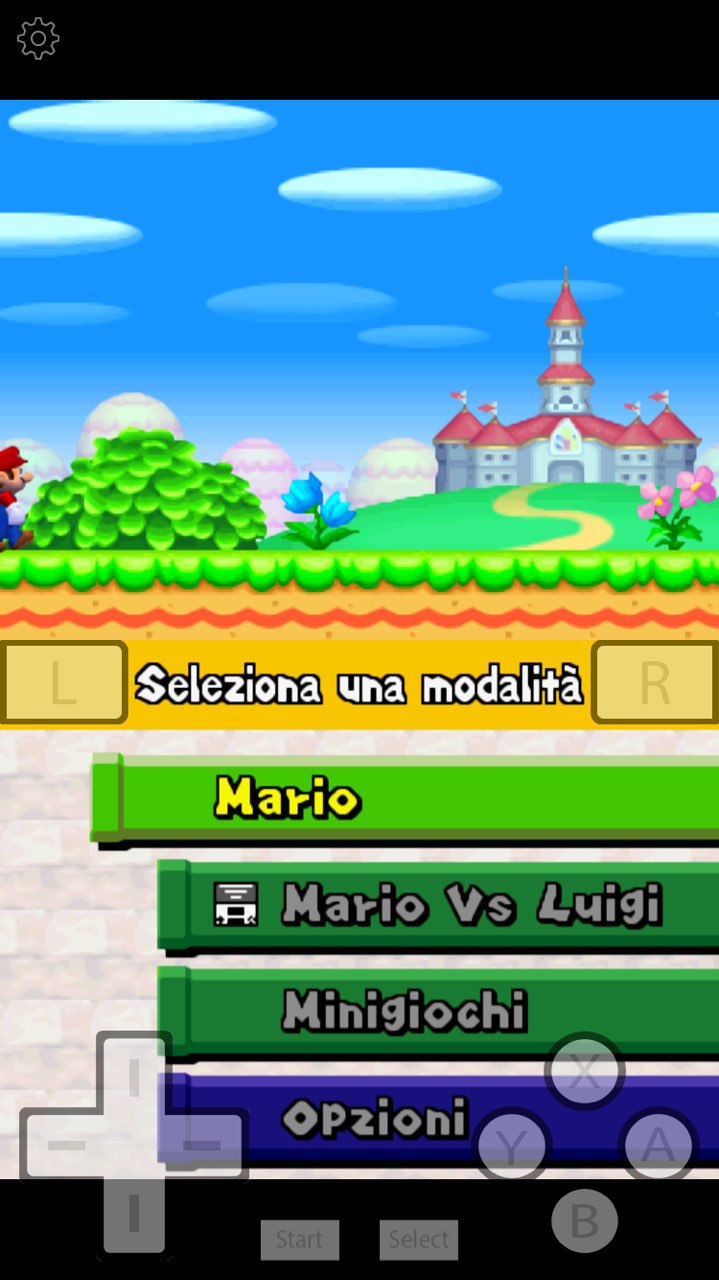 L
Seleziona una modalità
R
Mario
Mario Vs Luigi
Minigiochi
Opzioni
X
Y
A
B
Start
Select